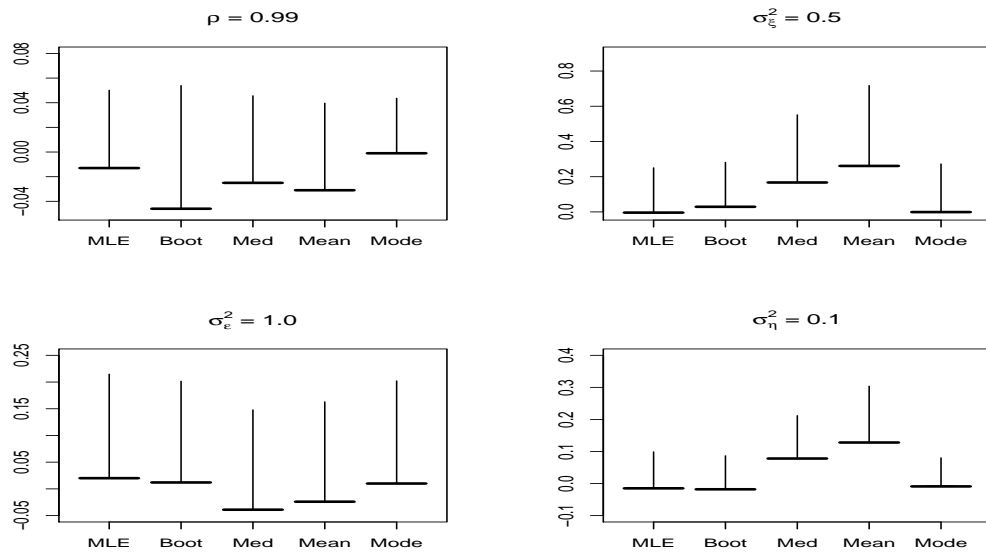 ρ = 0.99
0.08
0.04
0.00
-0.04
MLE Boot Med Mean Mode
σ²_ξ = 0.5
0.8
0.6
0.4
0.2
0.0
MLE Boot Med Mean Mode
σ²_ε = 1.0
0.25
0.15
0.05
-0.05
MLE Boot Med Mean Mode
σ²_η = 0.1
0.4
0.3
0.2
0.1
0.0
-0.1
MLE Boot Med Mean Mode